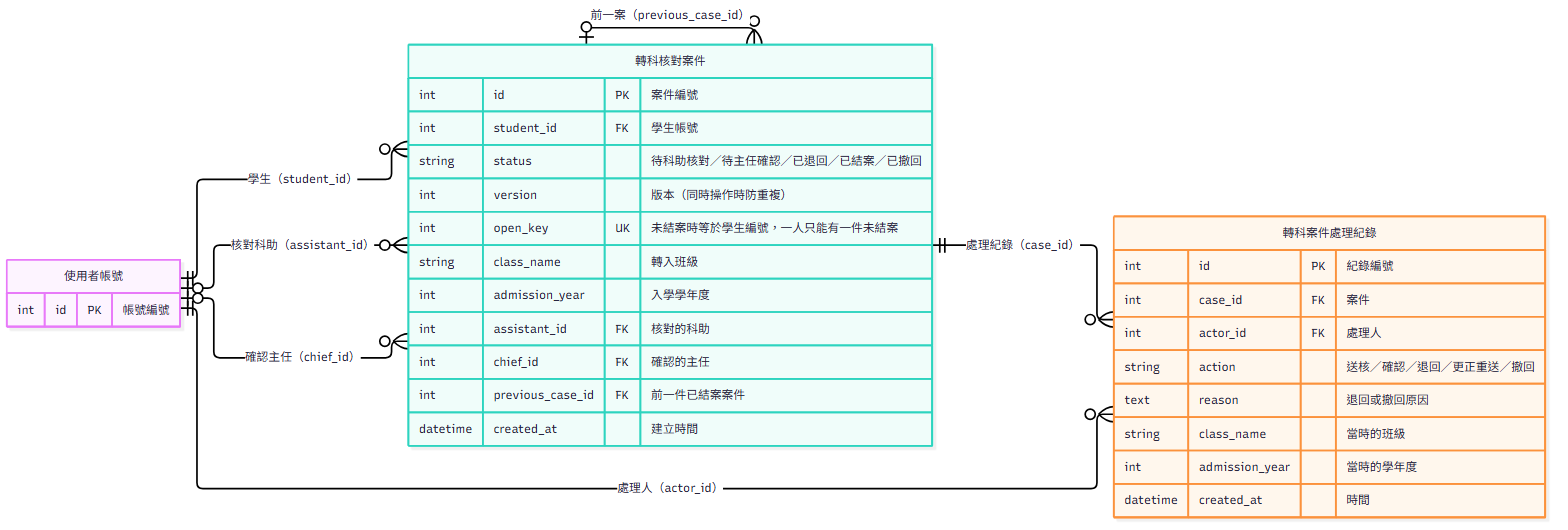 前一案（previous_case_id）
轉科核對案件
int id PK 案件編號
int student_id FK 學生帳號
string status 待科助核對／待主任確認／已退回／已結案／已撤回
int version 版本（同時操作時防重複）
int open_key UK 未結案時等於學生編號，一人只能有一件未結案
string class_name 轉入班級
int admission_year 入學學年度
int assistant_id FK 核對的科助
int chief_id FK 確認的主任
int previous_case_id FK 前一件已結案案件
datetime created_at 建立時間
學生（student_id）
核對科助（assistant_id）
確認主任（chief_id）
使用者帳號
int id PK 帳號編號
處理紀錄（case_id）
處理人（actor_id）
轉科案件處理紀錄
int id PK 紀錄編號
int case_id FK 案件
int actor_id FK 處理人
string action 送核／確認／退回／更正重送／撤回
text reason 退回或撤回原因
string class_name 當時的班級
int admission_year 當時的學年度
datetime created_at 時間